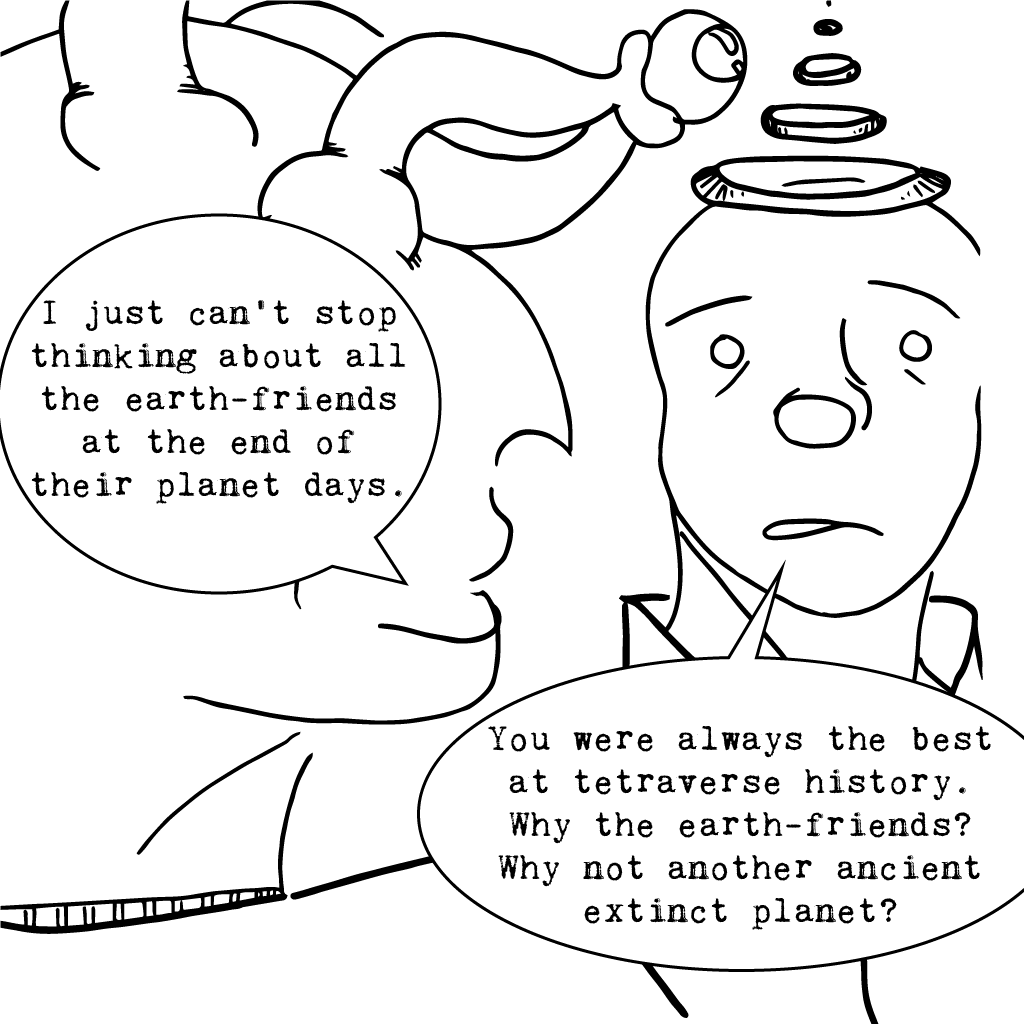 I just can't stop
thinking about all
the earth-friends
at the end of
their planet days.
You were always the best
at tetraverse history.
Why the earth-friends?
Why not another ancient
extinct planet?